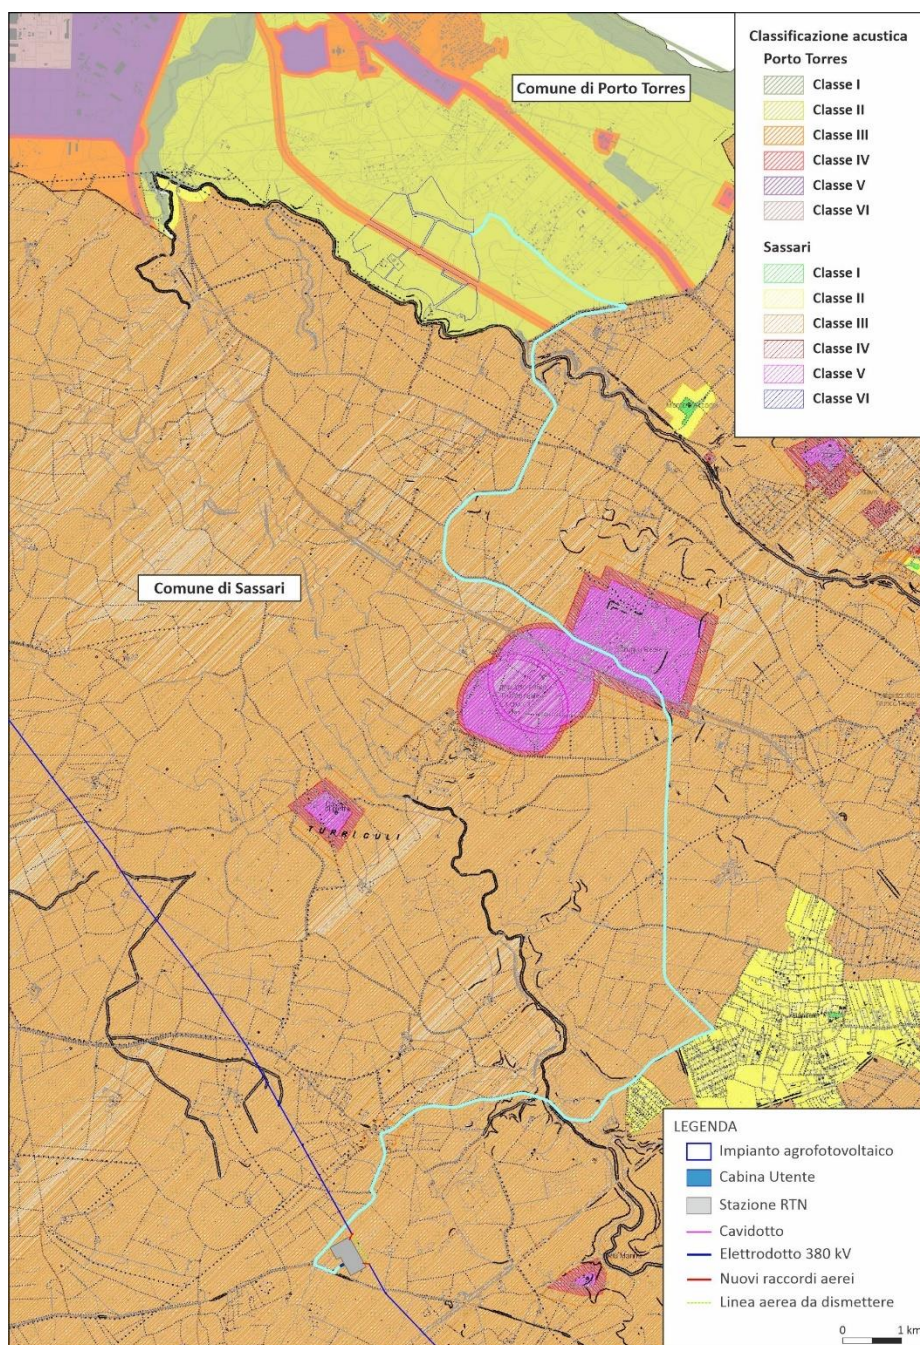 Classificazione acustica
Porto Torres
Classe I
Classe II
Classe III
Classe IV
Classe V
Classe VI
Sassari
Classe I
Classe II
Classe III
Classe IV
Classe V
Classe VI
Comune di Porto Torres
Comune di Sassari
TURRIGULI
LEGENDA
Impianto agrofotovoltaico
Cabina Utente
Stazione RTN
Cavidotto
Elettrodotto 380 kV
Nuovi raccordi aerei
Linea aerea da dismettere
0 1 km